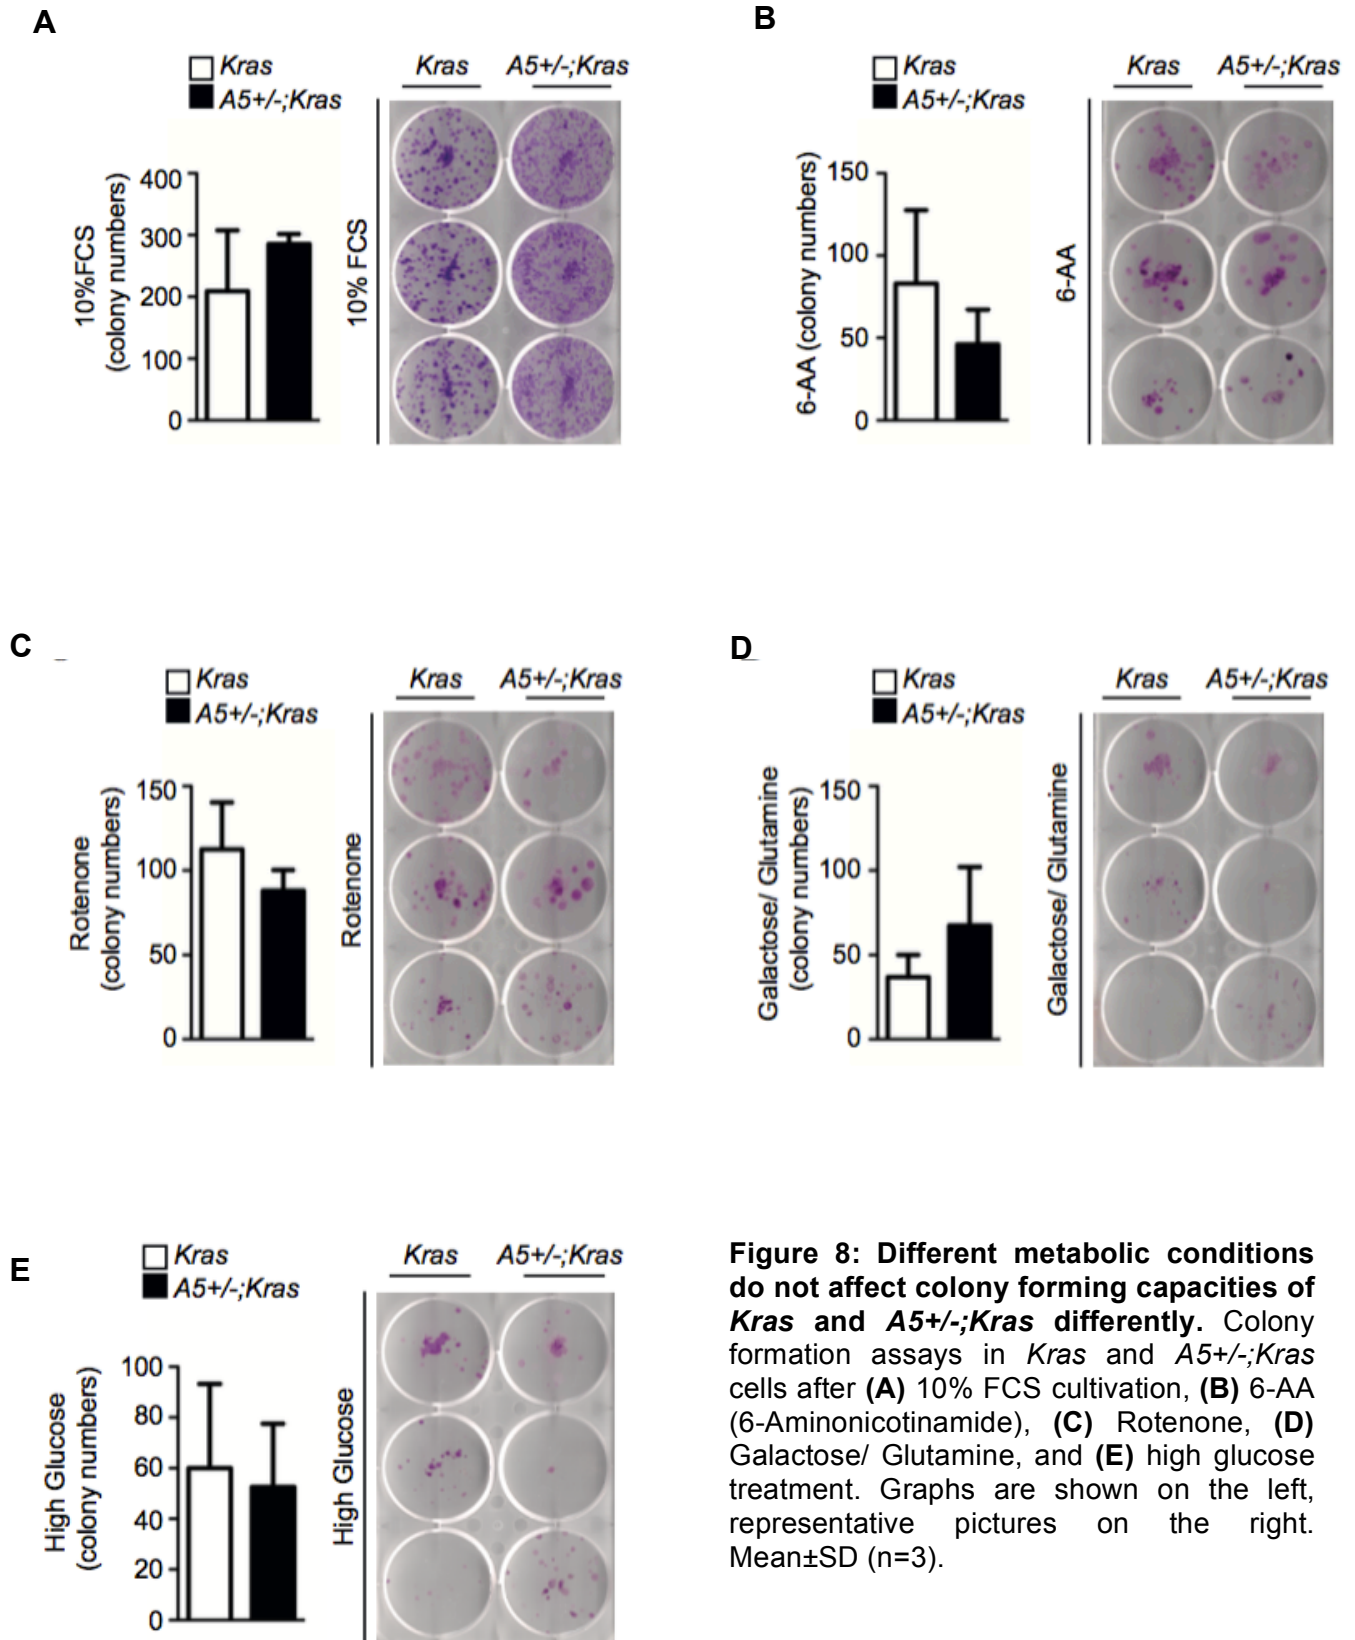 A
Kras
A5+/-;Kras
Kras
A5+/-;Kras
10%FCS
(colony numbers)
400
300
200
100
0
10% FCS
B
Kras
A5+/-;Kras
Kras
A5+/-;Kras
6-AA (colony numbers)
150
100
50
0
6-AA
C
Kras
A5+/-;Kras
Kras
A5+/-;Kras
Rotenone
(colony numbers)
150
100
50
0
Rotenone
D
Kras
A5+/-;Kras
Kras
A5+/-;Kras
Galactose/ Glutamine
(colony numbers)
150
100
50
0
Galactose/ Glutamine
E
Kras
A5+/-;Kras
Kras
A5+/-;Kras
High Glucose
(colony numbers)
100
80
60
40
20
0
High Glucose
Figure 8: Different metabolic conditions
do not affect colony forming capacities of
Kras and A5+/-;Kras differently. Colony
formation assays in Kras and A5+/-;Kras
cells after (A) 10% FCS cultivation, (B) 6-AA
(6-Aminonicotinamide), (C) Rotenone, (D)
Galactose/ Glutamine, and (E) high glucose
treatment. Graphs are shown on the left,
representative pictures on the right.
Mean±SD (n=3).